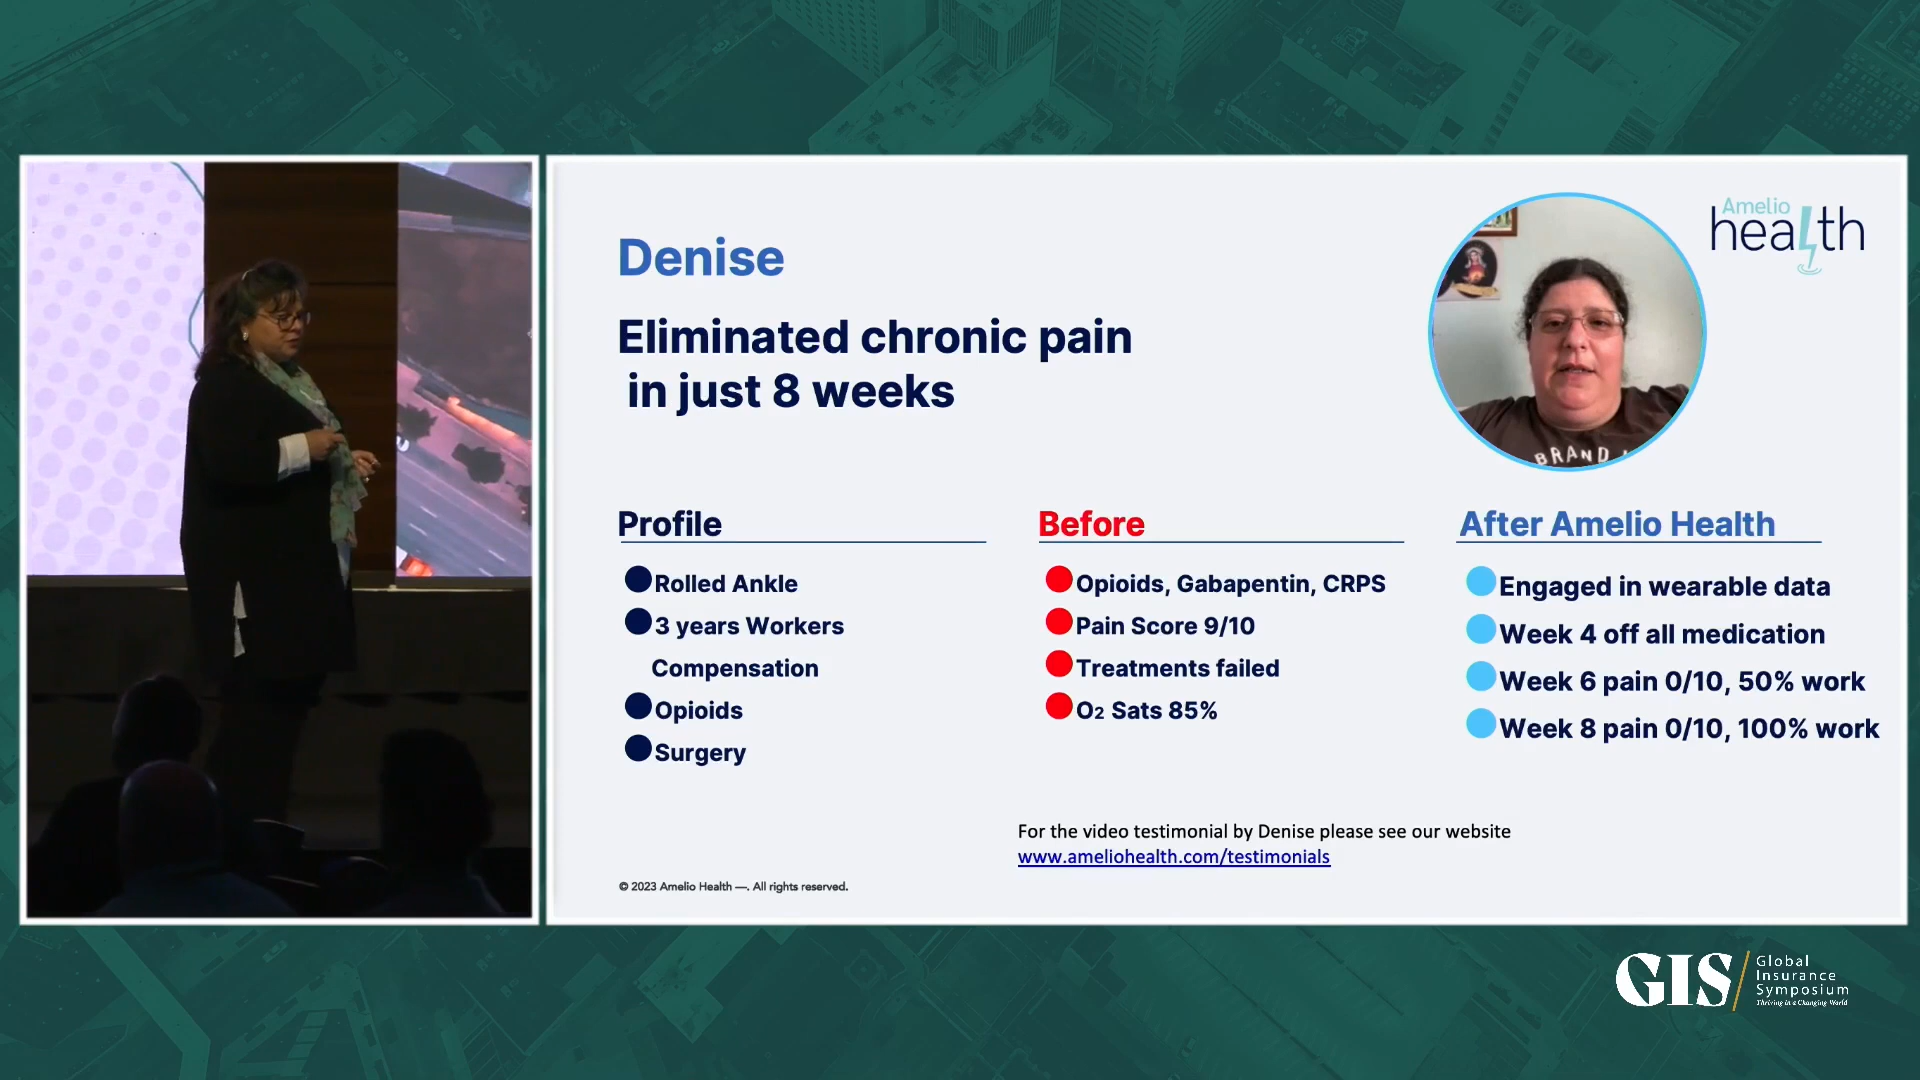 Amelio
health
Denise
Eliminated chronic pain
in just 8 weeks
BRAND
Profile
Rolled Ankle
3 years Workers
Compensation
Opioids
Surgery
Before
Opioids, Gabapentin, CRPS
Pain Score 9/10
Treatments failed
O2 Sats 85%
After Amelio Health
Engaged in wearable data
Week 4 off all medication
Week 6 pain 0/10, 50% work
Week 8 pain 0/10, 100% work
For the video testimonial by Denise please see our website
www.ameliohealth.com/testimonials
© 2023 Amelio Health —. All rights reserved.
GIS
Global
Insurance
Symposium
Thriving in a Changing World